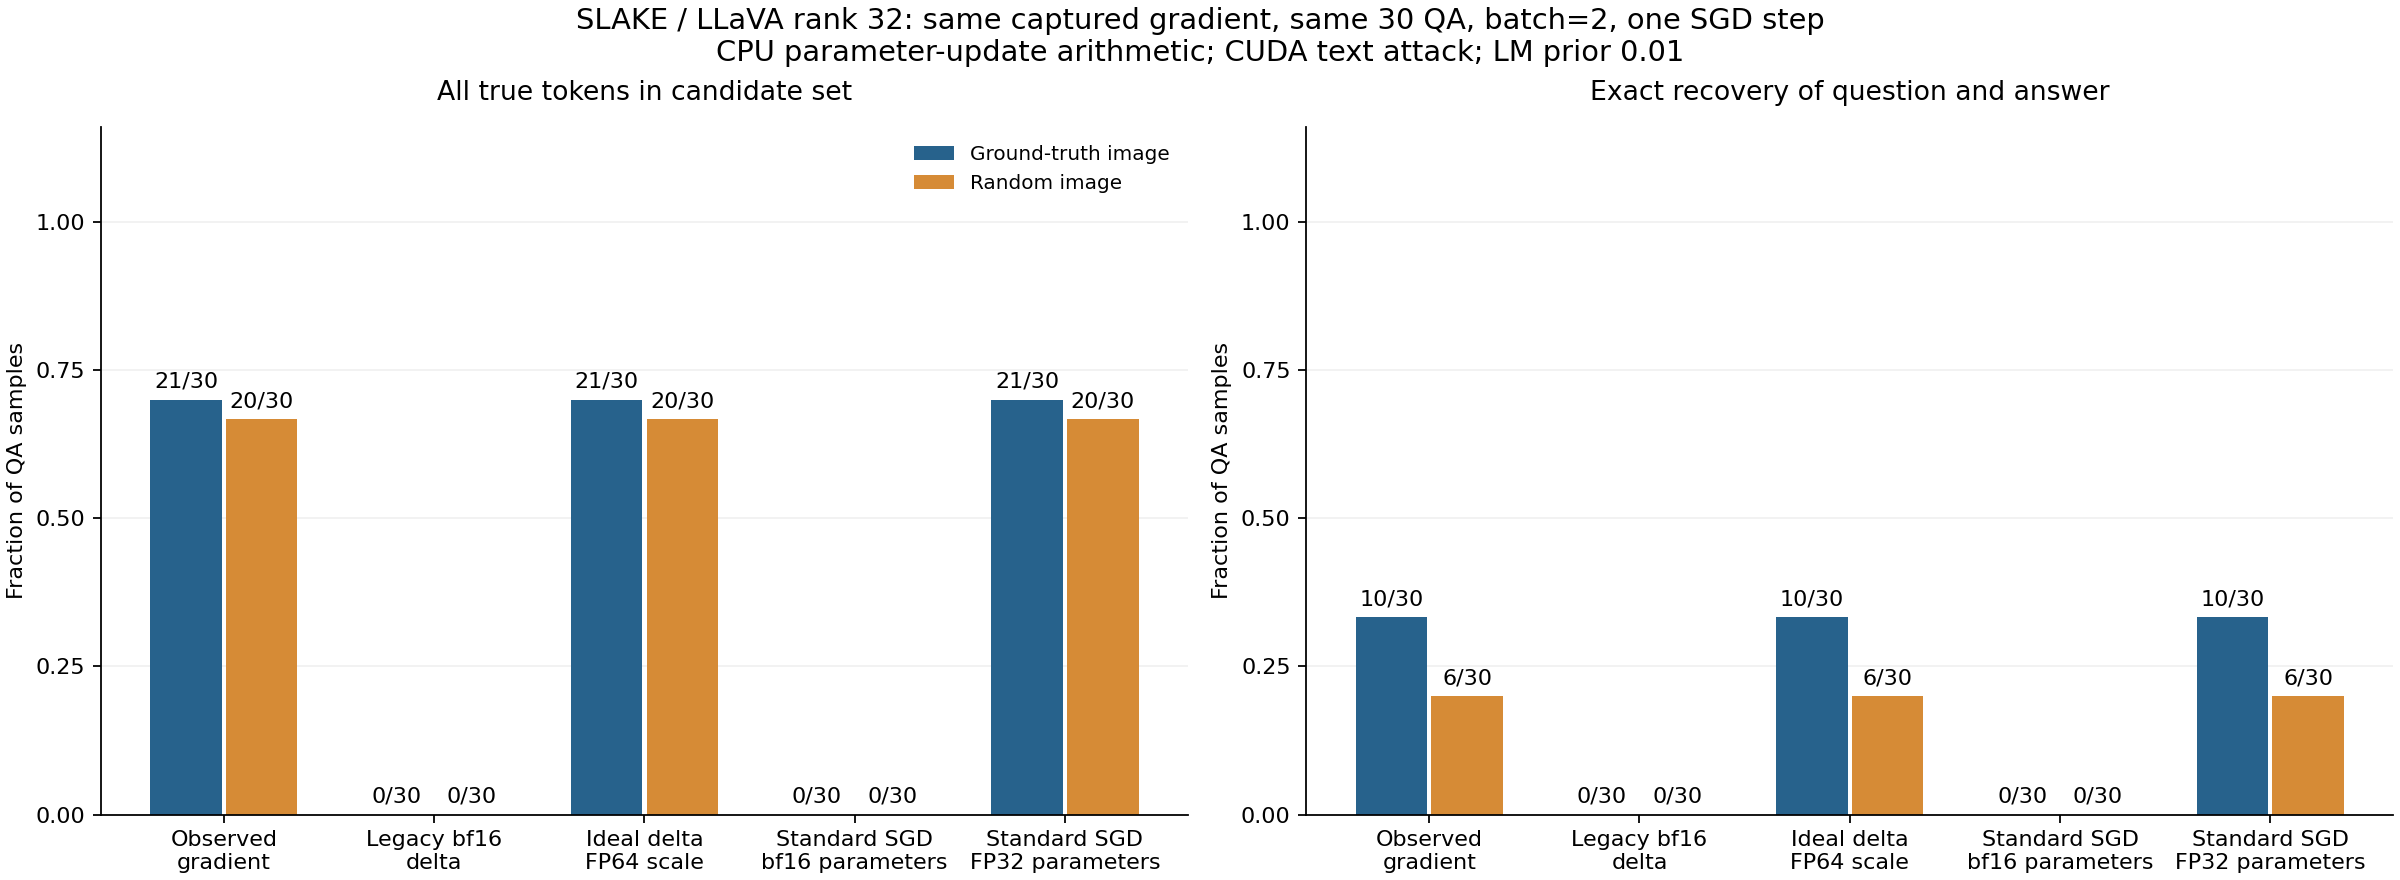 SLAKE / LLaVA rank 32: same captured gradient, same 30 QA, batch=2, one SGD step
CPU parameter-update arithmetic; CUDA text attack; LM prior 0.01
All true tokens in candidate set
Ground-truth image
Random image
Fraction of QA samples
1.00
0.75
0.50
0.25
0.00
21/30
20/30
0/30
0/30
21/30
20/30
0/30
0/30
21/30
20/30
Observed
gradient
Legacy bf16
delta
Ideal delta
FP64 scale
Standard SGD
bf16 parameters
Standard SGD
FP32 parameters
Exact recovery of question and answer
Fraction of QA samples
1.00
0.75
0.50
0.25
0.00
10/30
6/30
0/30
0/30
10/30
6/30
0/30
0/30
10/30
6/30
Observed
gradient
Legacy bf16
delta
Ideal delta
FP64 scale
Standard SGD
bf16 parameters
Standard SGD
FP32 parameters